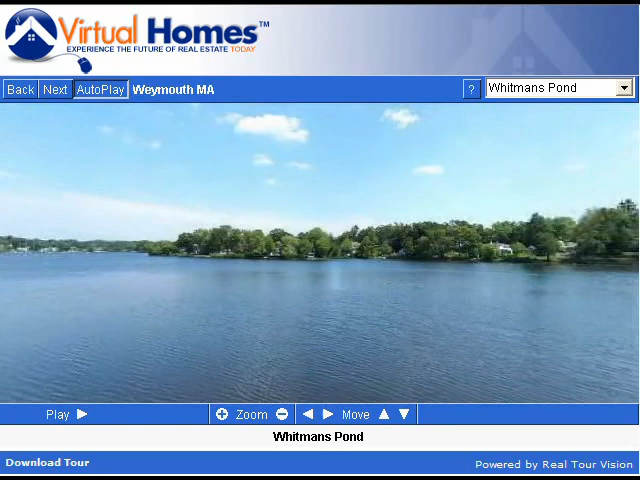 Virtual Homes™
EXPERIENCE THE FUTURE OF REAL ESTATE TODAY
Back Next AutoPlay Weymouth MA ? Whitmans Pond
Play Zoom Move
Whitmans Pond
Download Tour Powered by Real Tour Vision